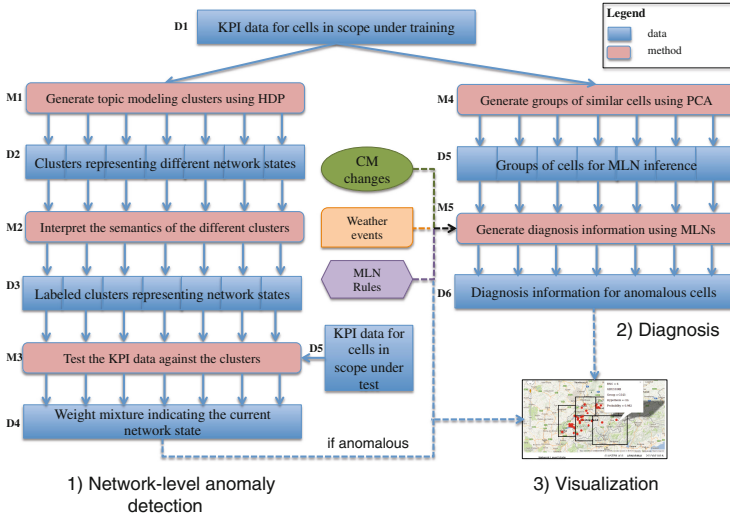 D1
KPI data for cells in scope under training
Legend
data
method
M1
Generate topic modeling clusters using HDP
D2
Clusters representing different network states
M2
Interpret the semantics of the different clusters
D3
Labeled clusters representing network states
M3
Test the KPI data against the clusters
D5
KPI data for
cells in
scope under
test
D4
Weight mixture indicating the current
network state
if anomalous
1) Network-level anomaly
detection
CM
changes
Weather
events
MLN
Rules
M4
Generate groups of similar cells using PCA
D5
Groups of cells for MLN inference
M5
Generate diagnosis information using MLNs
D6
Diagnosis information for anomalous cells
2) Diagnosis
3) Visualization